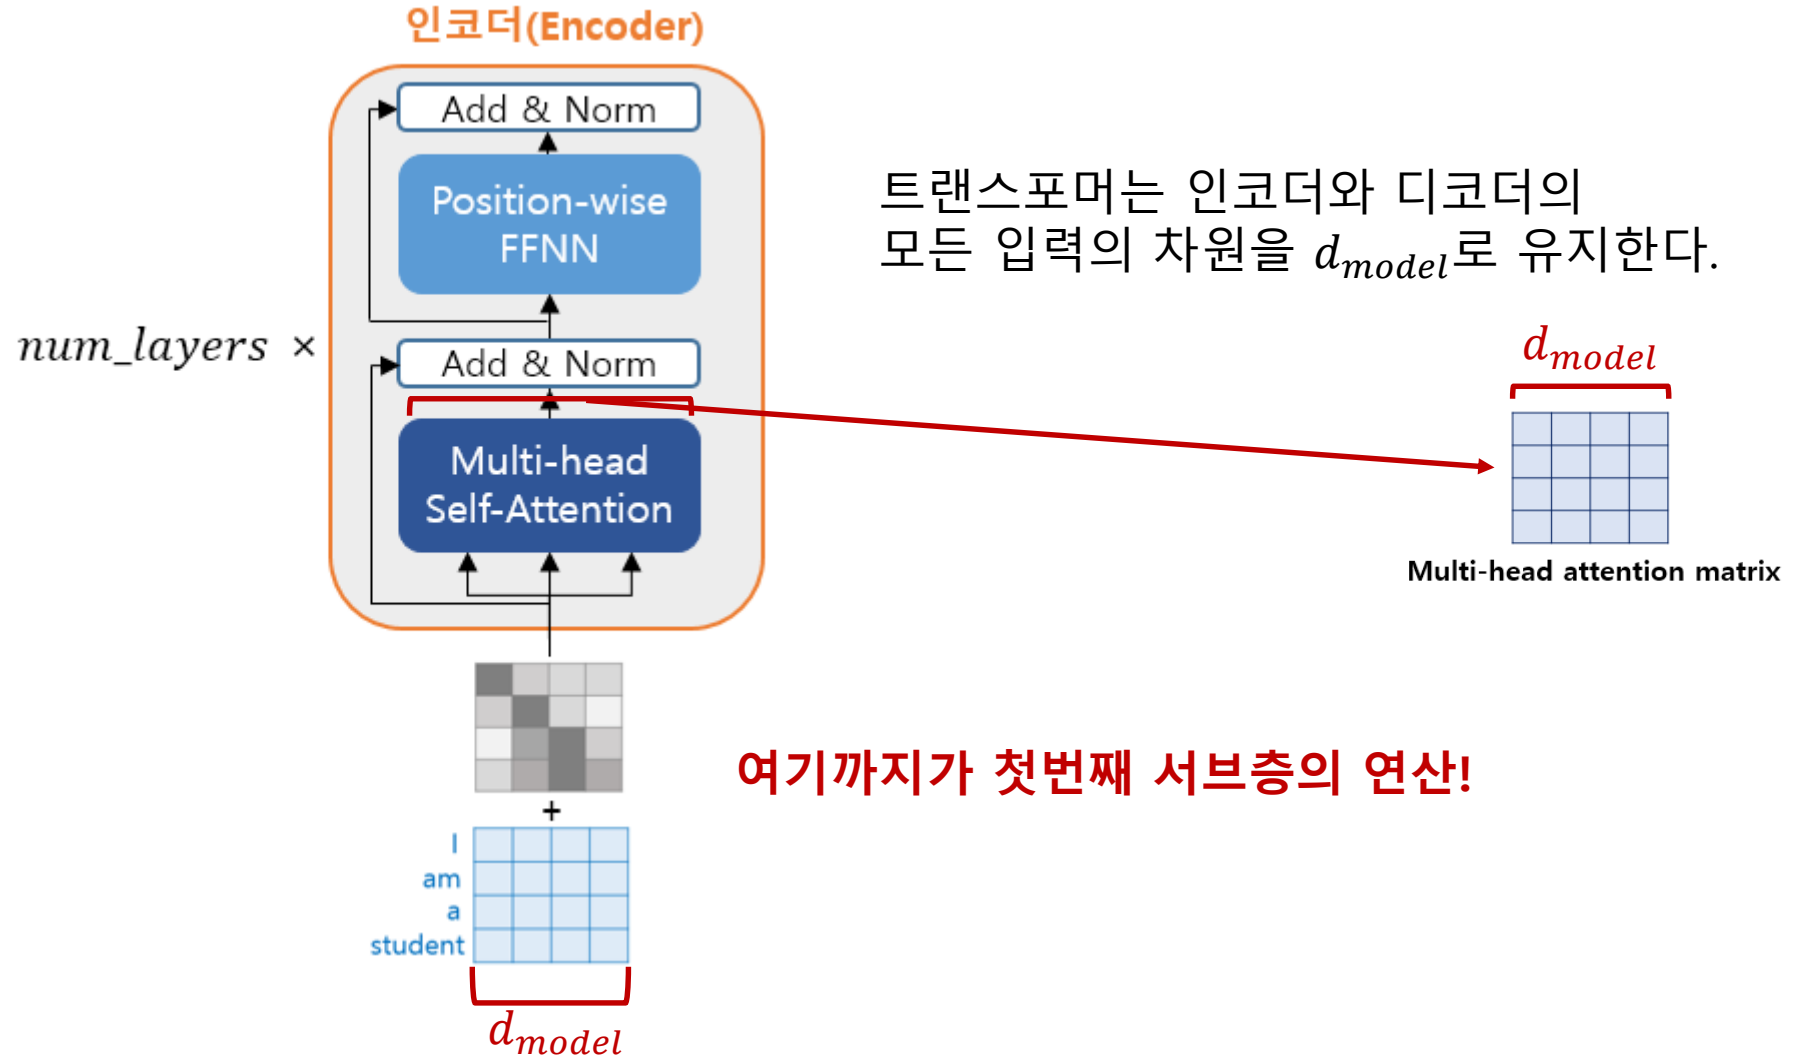 인코더(Encoder)
Add & Norm
Position-wise
FFNN
트랜스포머는 인코더와 디코더의
모든 입력의 차원을 d_model로 유지한다.
num_layers ×
Add & Norm
d_model
Multi-head
Self-Attention
Multi-head attention matrix
여기까지가 첫번째 서브층의 연산!
+
I
am
a
student
d_model